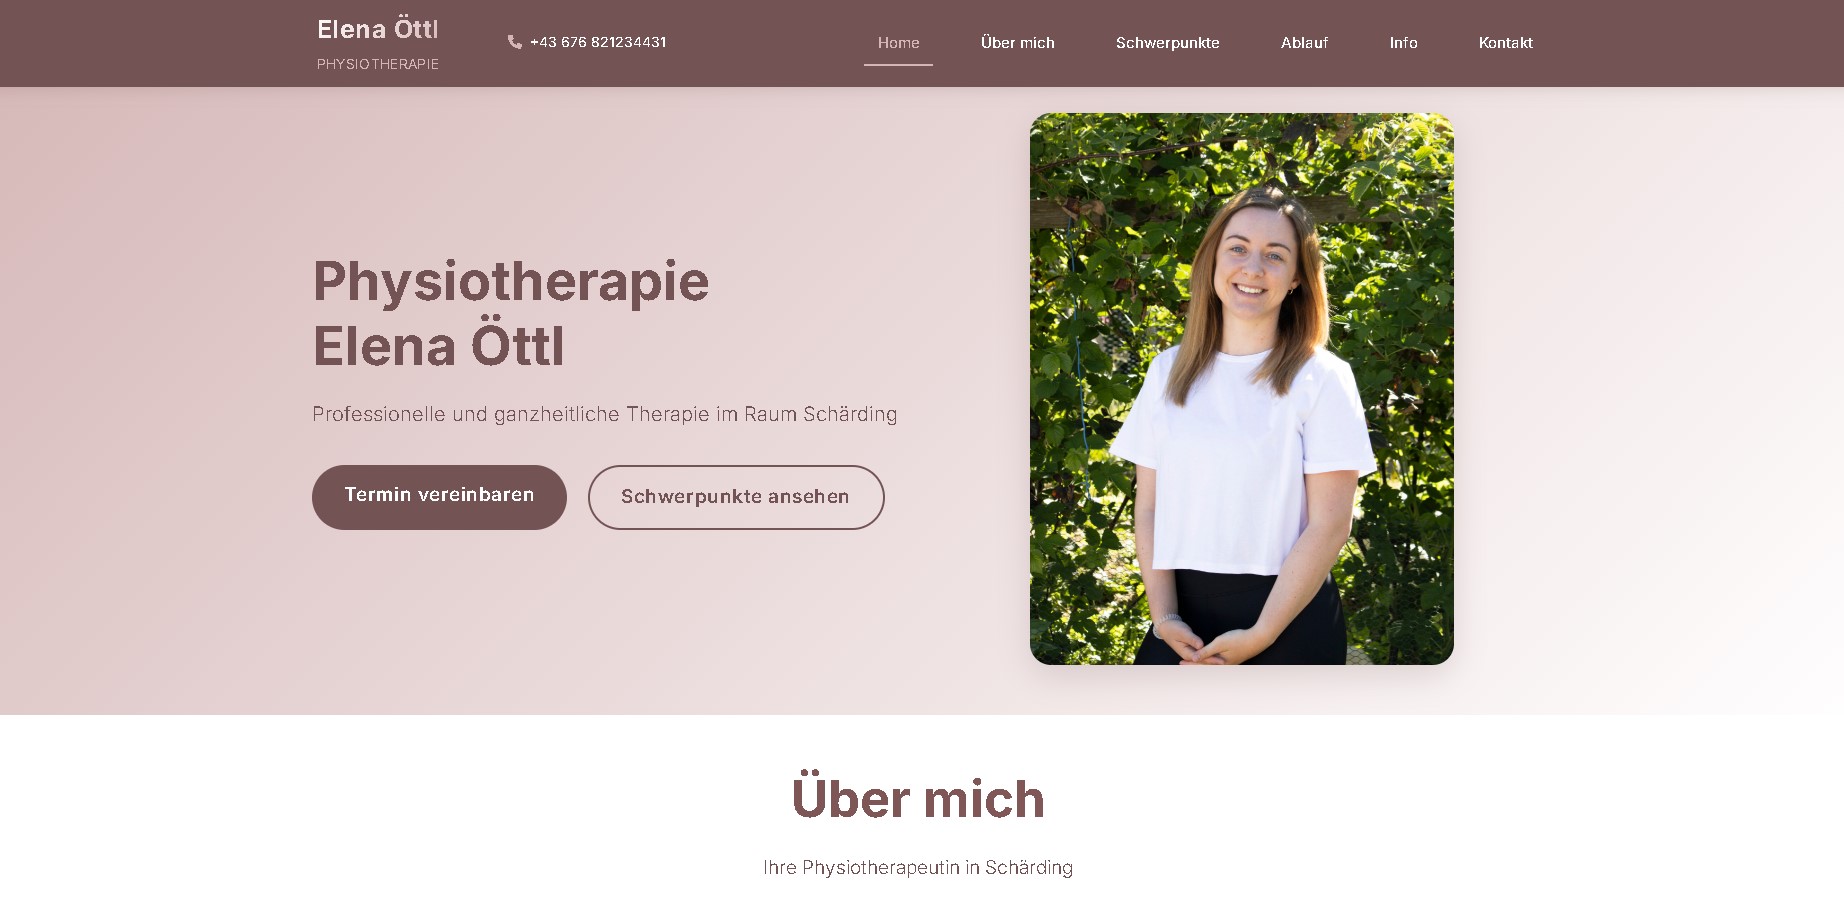 Elena Öttl
PHYSIOTHERAPIE
+43 676 821234431
Home
Über mich
Schwerpunkte
Ablauf
Info
Kontakt
Physiotherapie
Elena Öttl
Professionelle und ganzheitliche Therapie im Raum Schärding
Termin vereinbaren
Schwerpunkte ansehen
Über mich
Ihre Physiotherapeutin in Schärding